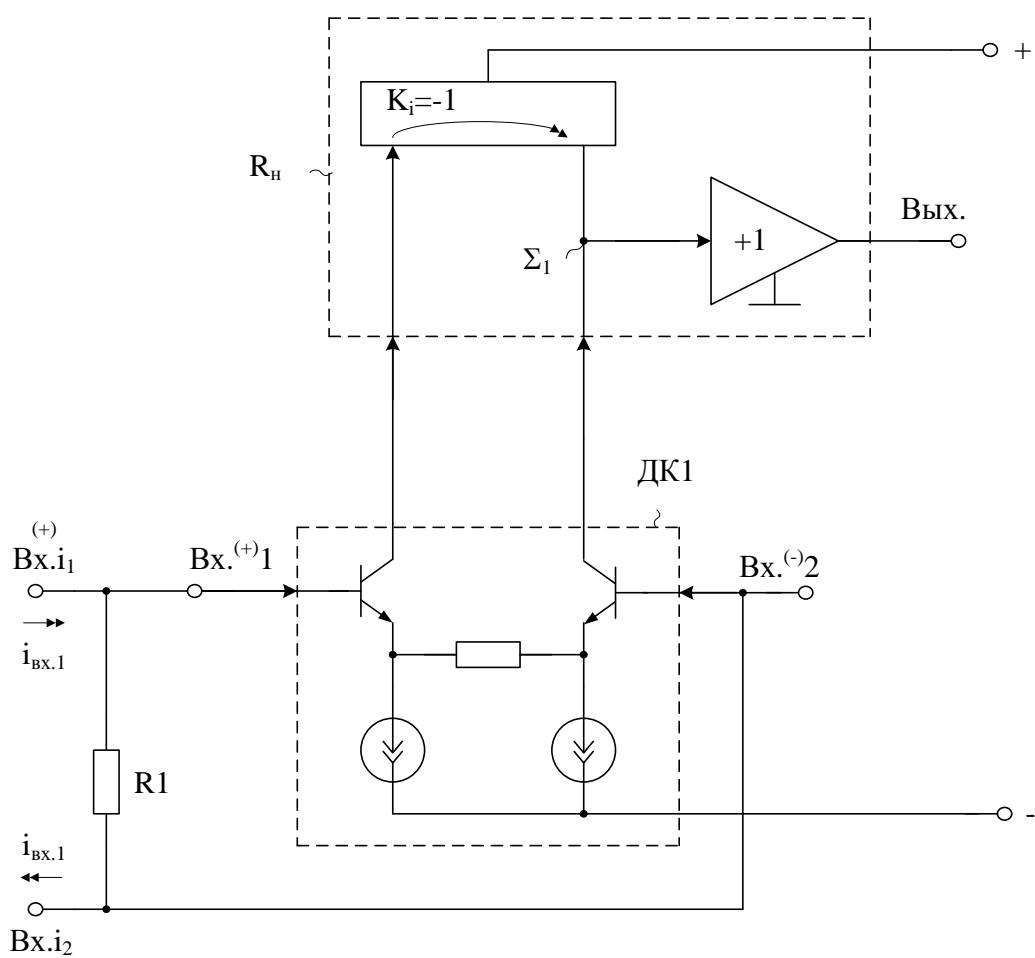 +
Kᵢ=-1
Rн
Вых.
+1
Σ₁
ДК1
(+)
Вх.i₁
Вх.⁽⁺⁾1
Вх.⁽⁻⁾2
iвх.1
R1
-
iвх.1
Вх.i₂